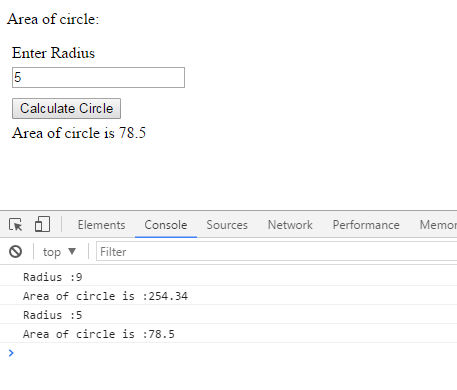 Area of circle:
Enter Radius
5
Calculate Circle
Area of circle is 78.5
Elements Console Sources Network Performance Memor
top ▼ Filter
Radius :9
Area of circle is :254.34
Radius :5
Area of circle is :78.5
>